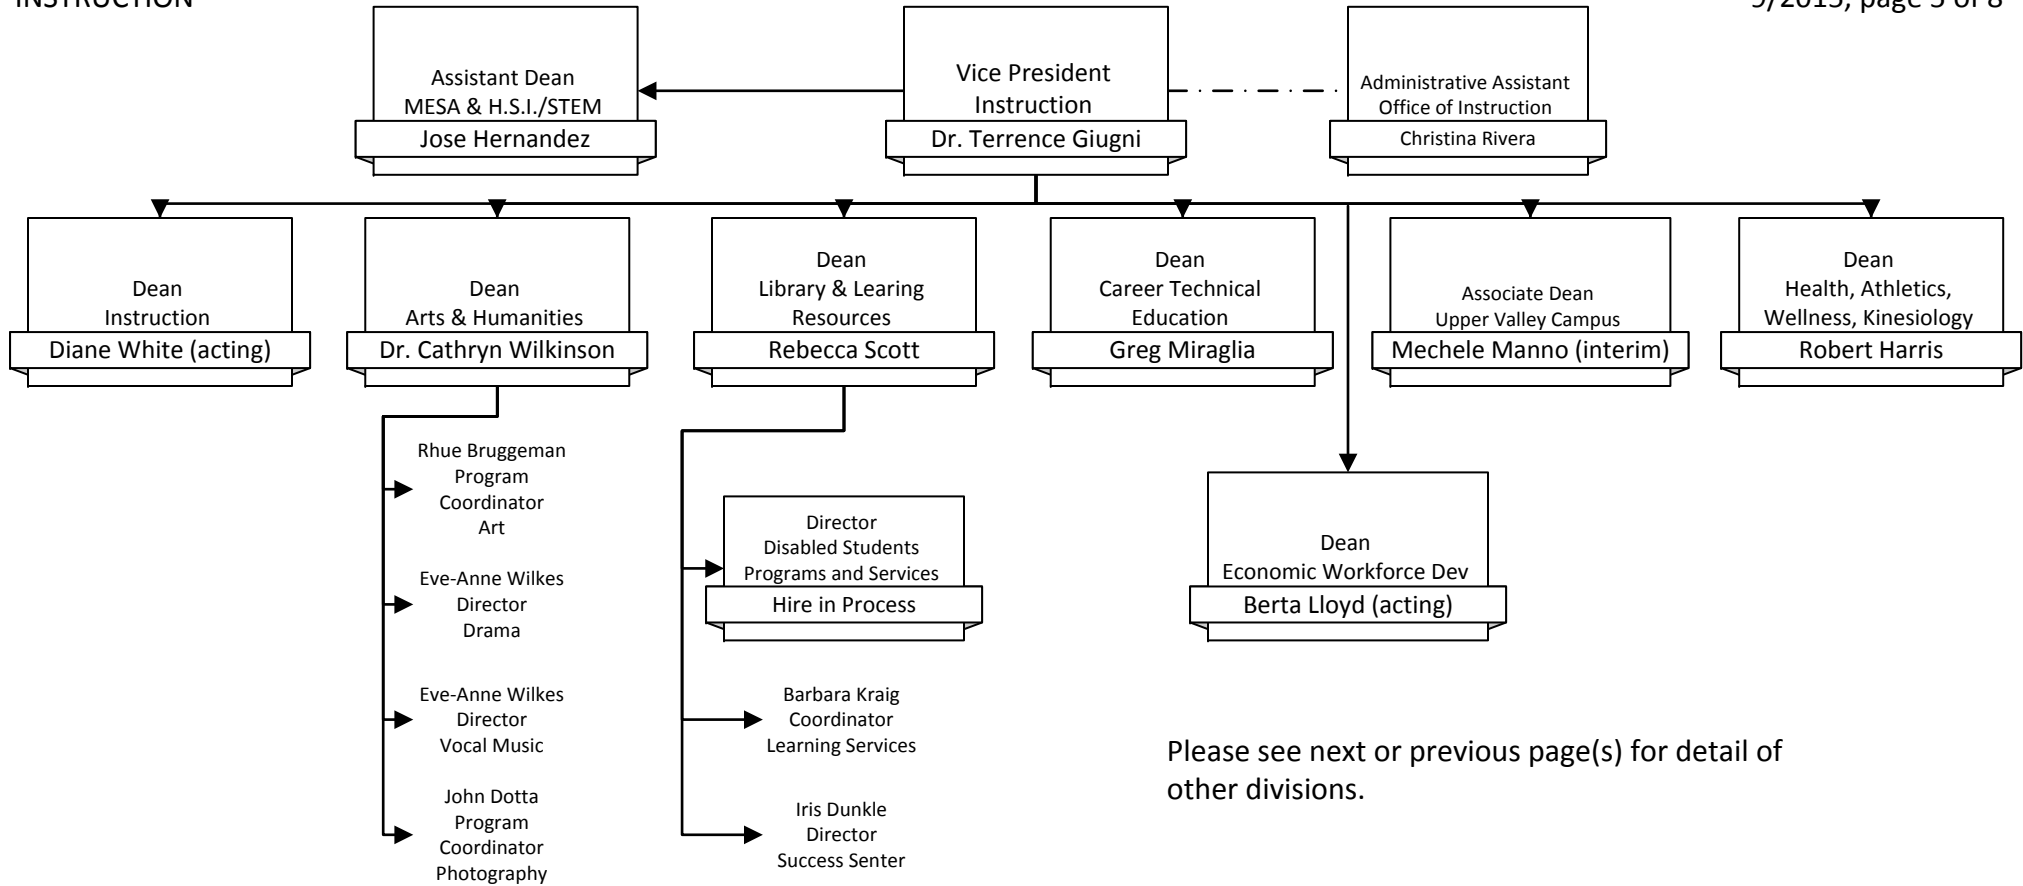 INSTRUCTION
9/2013, page 5 of 8
Assistant Dean
MESA & H.S.I./STEM
Jose Hernandez
Vice President
Instruction
Dr. Terrence Giugni
Administrative Assistant
Office of Instruction
Christina Rivera
Dean
Instruction
Diane White (acting)
Dean
Arts & Humanities
Dr. Cathryn Wilkinson
Dean
Library & Learing
Resources
Rebecca Scott
Dean
Career Technical
Education
Greg Miraglia
Associate Dean
Upper Valley Campus
Mechele Manno (interim)
Dean
Health, Athletics,
Wellness, Kinesiology
Robert Harris
Rhue Bruggeman
Program
Coordinator
Art
Eve-Anne Wilkes
Director
Drama
Eve-Anne Wilkes
Director
Vocal Music
John Dotta
Program
Coordinator
Photography
Director
Disabled Students
Programs and Services
Hire in Process
Barbara Kraig
Coordinator
Learning Services
Iris Dunkle
Director
Success Senter
Dean
Economic Workforce Dev
Berta Lloyd (acting)
Please see next or previous page(s) for detail of
other divisions.